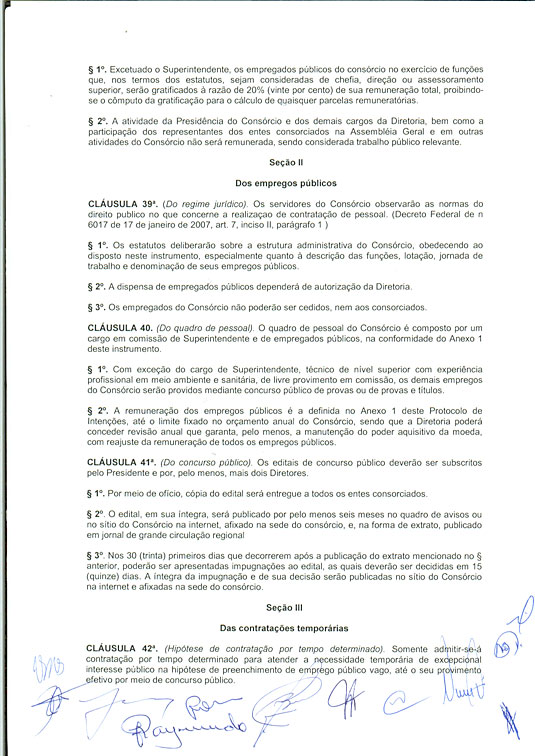 § 1º. Excetuado o Superintendente, os empregados públicos do consórcio no exercício de funções
que, nos termos dos estatutos, sejam consideradas de chefia, direção ou assessoramento
superior, serão gratificados à razão de 20% (vinte por cento) de sua remuneração total, proibindo-
se o cômputo da gratificação para o cálculo de quaisquer parcelas remuneratórias.
§ 2º. A atividade da Presidência do Consórcio e dos demais cargos da Diretoria, bem como a
participação dos representantes dos entes consorciados na Assembléia Geral e em outras
atividades do Consórcio não será remunerada, sendo considerada trabalho público relevante.
Seção II
Dos empregos públicos
CLÁUSULA 39ª. (Do regime jurídico). Os servidores do Consórcio observarão as normas do
direito publico no que concerne a realizaçao de contratação de pessoal. (Decreto Federal de n
6017 de 17 de janeiro de 2007, art. 7, inciso II, parágrafo 1 )
§ 1º. Os estatutos deliberarão sobre a estrutura administrativa do Consórcio, obedecendo ao
disposto neste instrumento, especialmente quanto à descrição das funções, lotação, jornada de
trabalho e denominação de seus empregos públicos.
§ 2º. A dispensa de empregados públicos dependerá de autorização da Diretoria.
§ 3º. Os empregados do Consórcio não poderão ser cedidos, nem aos consorciados.
CLÁUSULA 40. (Do quadro de pessoal). O quadro de pessoal do Consórcio é composto por um
cargo em comissão de Superintendente e de empregados públicos, na conformidade do Anexo 1
deste instrumento.
§ 1º. Com exceção do cargo de Superintendente, técnico de nível superior com experiência
profissional em meio ambiente e sanitária, de livre provimento em comissão, os demais empregos
do Consórcio serão providos mediante concurso público de provas ou de provas e títulos.
§ 2º. A remuneração dos empregos públicos é a definida no Anexo 1 deste Protocolo de
Intenções, até o limite fixado no orçamento anual do Consórcio, sendo que a Diretoria poderá
conceder revisão anual que garanta, pelo menos, a manutenção do poder aquisitivo da moeda,
com reajuste da remuneração de todos os empregos públicos.
CLÁUSULA 41ª. (Do concurso público). Os editais de concurso público deverão ser subscritos
pelo Presidente e por, pelo menos, mais dois Diretores.
§ 1º. Por meio de ofício, cópia do edital será entregue a todos os entes consorciados.
§ 2º. O edital, em sua íntegra, será publicado por pelo menos seis meses no quadro de avisos ou
no sítio do Consórcio na internet, afixado na sede do consórcio, e, na forma de extrato, publicado
em jornal de grande circulação regional
§ 3º. Nos 30 (trinta) primeiros dias que decorrerem após a publicação do extrato mencionado no §
anterior, poderão ser apresentadas impugnações ao edital, as quais deverão ser decididas em 15
(quinze) dias. A íntegra da impugnação e de sua decisão serão publicadas no sítio do Consórcio
na internet e afixadas na sede do consórcio.
Seção III
Das contratações temporárias
CLÁUSULA 42ª. (Hipótese de contratação por tempo determinado). Somente admitir-se-á
contratação por tempo determinado para atender a necessidade temporária de excepcional
interesse público na hipótese de preenchimento de emprego público vago, até o seu provimento
efetivo por meio de concurso público.
Raymundo